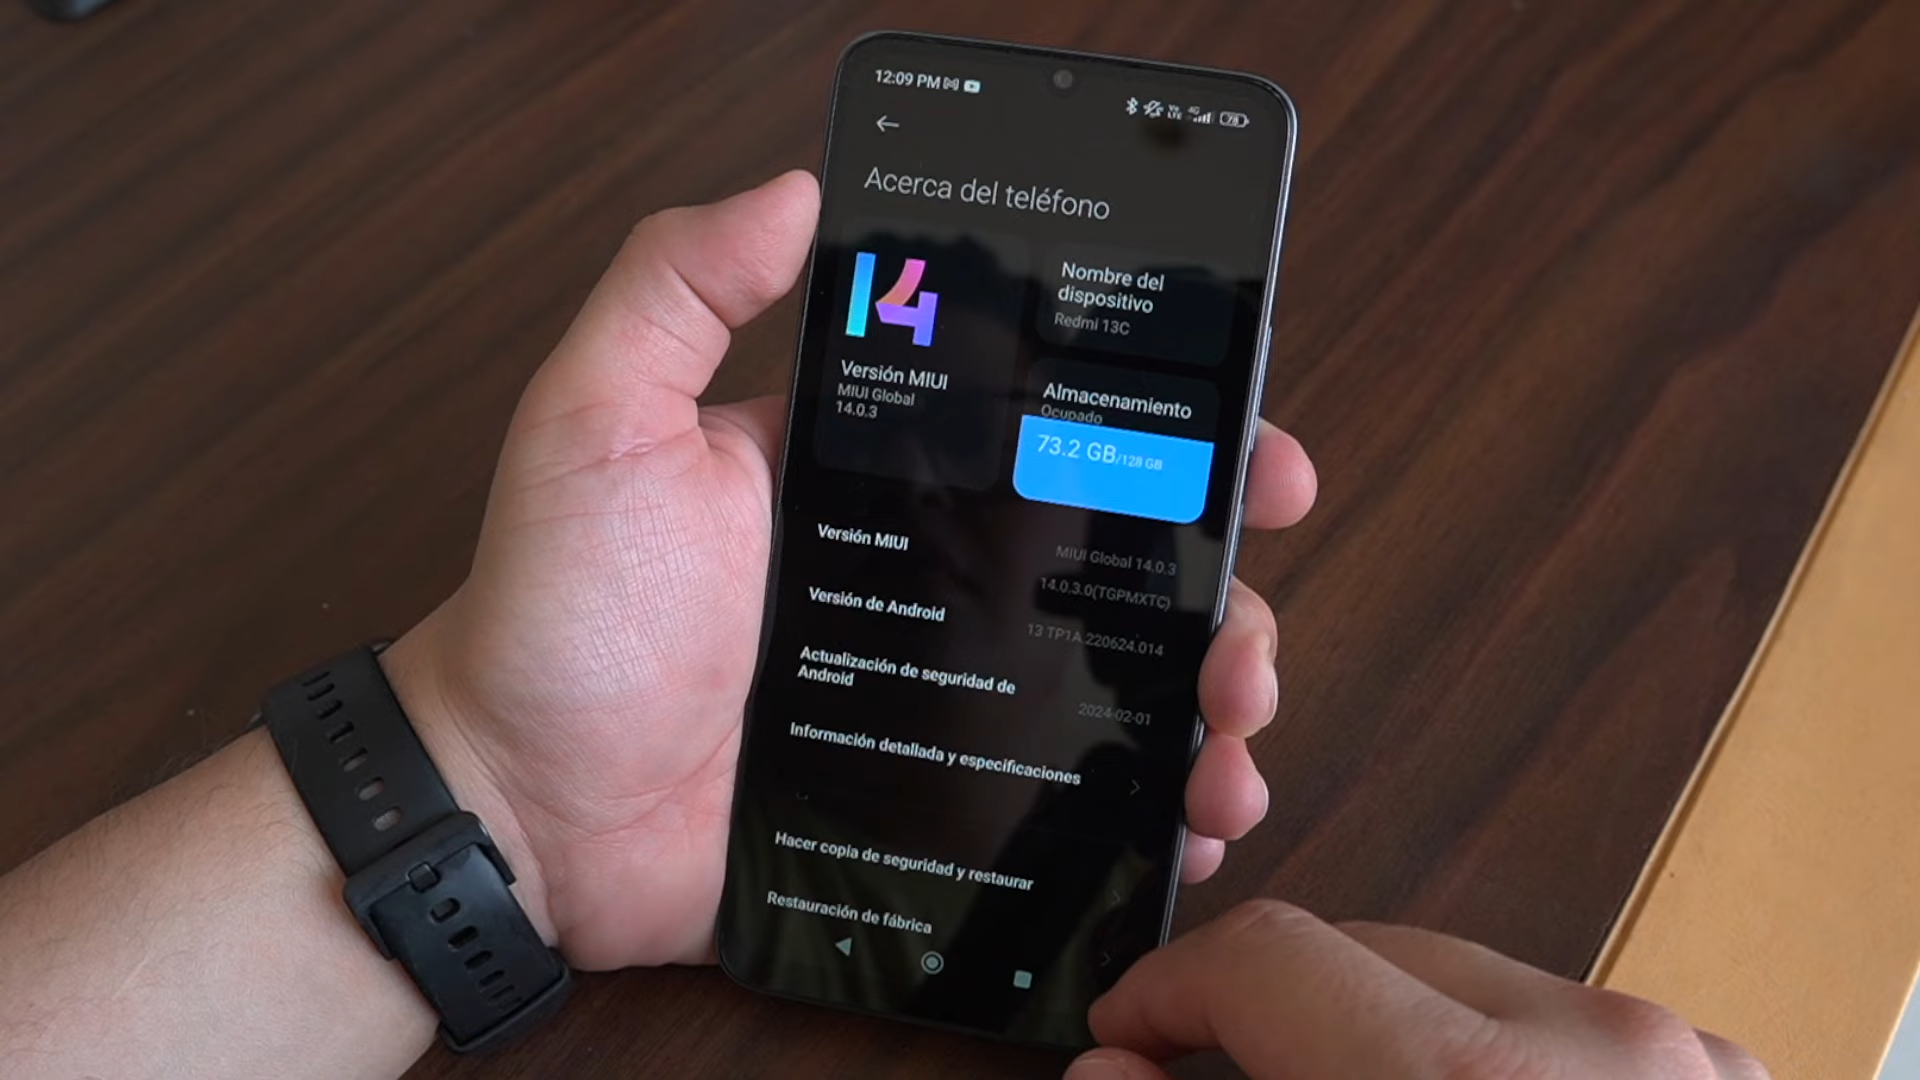 12:09 PM
4G
78
Acerca del teléfono
14
Versión MIUI
MIUI Global
14.0.3
Nombre del
dispositivo
Redmi 13C
Almacenamiento
Ocupado
73.2 GB/128 GB
Versión MIUI
MIUI Global 14.0.3
14.0.3.0(TGPMXTC)
Versión de Android
13 TP1A.220624.014
Actualización de seguridad de
Android
2024-02-01
Información detallada y especificaciones
Hacer copia de seguridad y restaurar
Restauración de fábrica